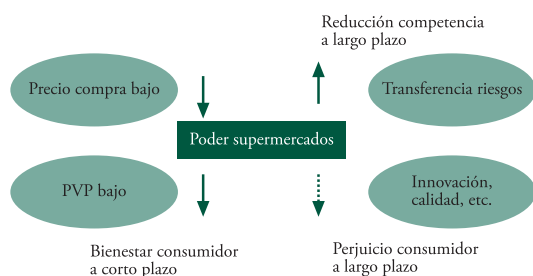 Reducción competencia
a largo plazo
Precio compra bajo
Transferencia riesgos
Poder supermercados
PVP bajo
Innovación,
calidad, etc.
Bienestar consumidor
a corto plazo
Perjuicio consumidor
a largo plazo